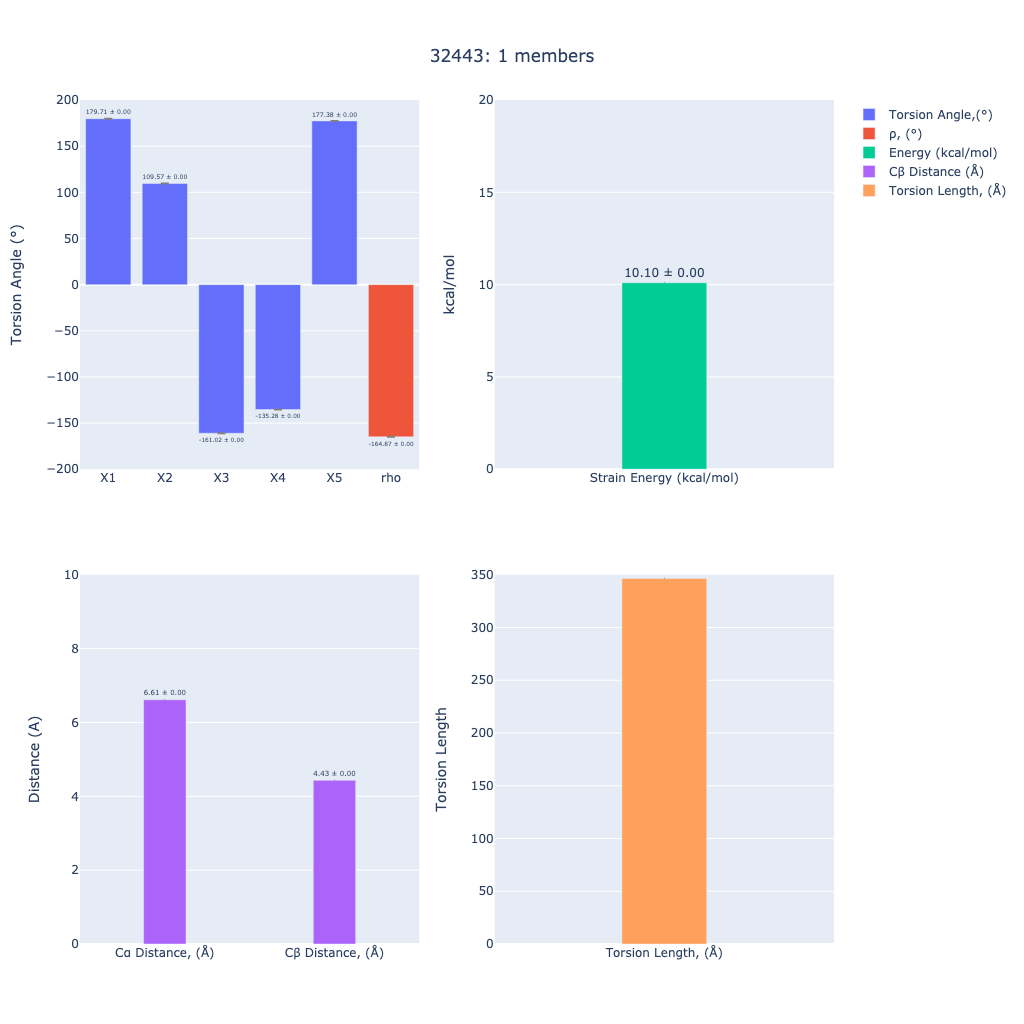 32443: 1 members
Torsion Angle (°)
200
150
100
50
0
−50
−100
−150
−200
179.71 ± 0.00
109.57 ± 0.00
-161.02 ± 0.00
-135.28 ± 0.00
177.38 ± 0.00
-164.87 ± 0.00
X1 X2 X3 X4 X5 rho
kcal/mol
20
15
10
5
0
10.10 ± 0.00
Strain Energy (kcal/mol)
Torsion Angle,(°)
ρ, (°)
Energy (kcal/mol)
Cβ Distance (Å)
Torsion Length, (Å)
Distance (A)
10
8
6
4
2
0
6.61 ± 0.00
4.43 ± 0.00
Cα Distance, (Å) Cβ Distance, (Å)
Torsion Length
350
300
250
200
150
100
50
0
Torsion Length, (Å)